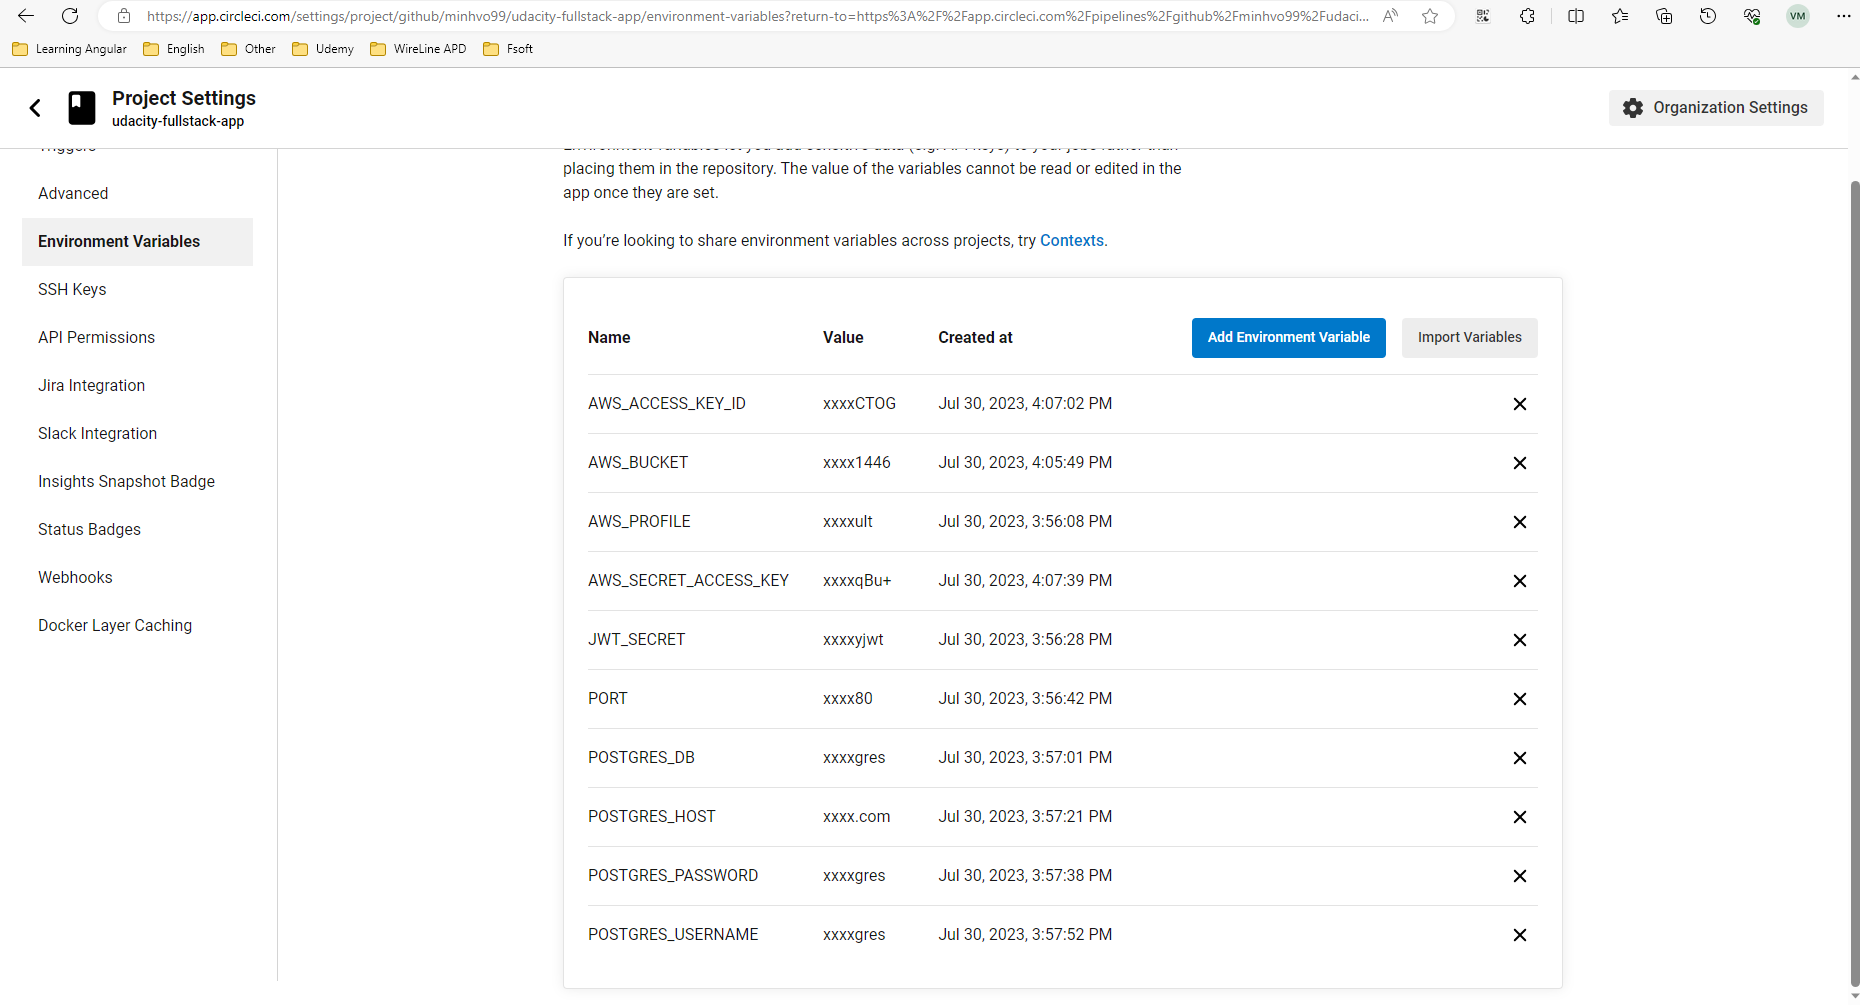 https://app.circleci.com/settings/project/github/minhvo99/udacity-fullstack-app/environment-variables?return-to=https%3A%2F%2Fapp.circleci.com%2Fpipelines%2Fgithub%2Fminhvo99%2Fudaci...
VM
Learning Angular English Other Udemy WireLine APD Fsoft
Project Settings
udacity-fullstack-app
Organization Settings
Triggers
Advanced
Environment Variables
SSH Keys
API Permissions
Jira Integration
Slack Integration
Insights Snapshot Badge
Status Badges
Webhooks
Docker Layer Caching
placing them in the repository. The value of the variables cannot be read or edited in the
app once they are set.
If you’re looking to share environment variables across projects, try Contexts.
Name Value Created at Add Environment Variable Import Variables
AWS_ACCESS_KEY_ID xxxxCTOG Jul 30, 2023, 4:07:02 PM
AWS_BUCKET xxxx1446 Jul 30, 2023, 4:05:49 PM
AWS_PROFILE xxxxult Jul 30, 2023, 3:56:08 PM
AWS_SECRET_ACCESS_KEY xxxxqBu+ Jul 30, 2023, 4:07:39 PM
JWT_SECRET xxxxyjwt Jul 30, 2023, 3:56:28 PM
PORT xxxx80 Jul 30, 2023, 3:56:42 PM
POSTGRES_DB xxxxgres Jul 30, 2023, 3:57:01 PM
POSTGRES_HOST xxxx.com Jul 30, 2023, 3:57:21 PM
POSTGRES_PASSWORD xxxxgres Jul 30, 2023, 3:57:38 PM
POSTGRES_USERNAME xxxxgres Jul 30, 2023, 3:57:52 PM